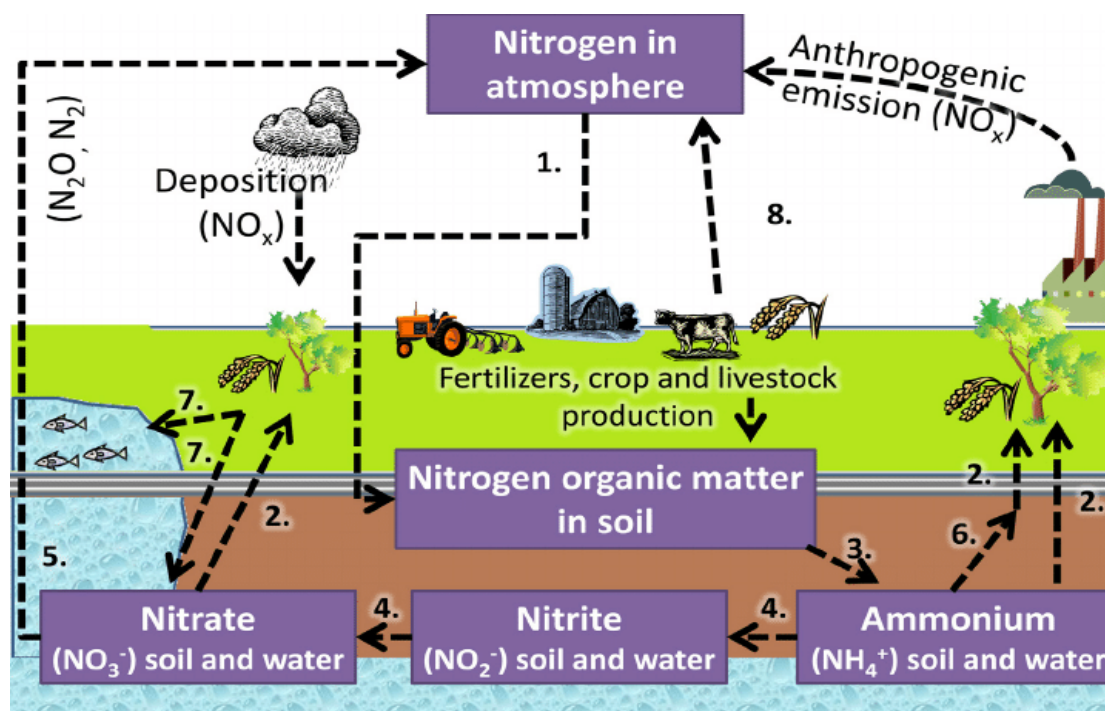 Nitrogen in
atmosphere
Anthropogenic
emission (NOₓ)
(N₂O, N₂)
Deposition
(NOₓ)
1.
8.
Fertilizers, crop and livestock
production
7.
7.
2.
Nitrogen organic matter
in soil
2.
2.
5.
3.
6.
4.
4.
Nitrate
(NO₃⁻) soil and water
Nitrite
(NO₂⁻) soil and water
Ammonium
(NH₄⁺) soil and water